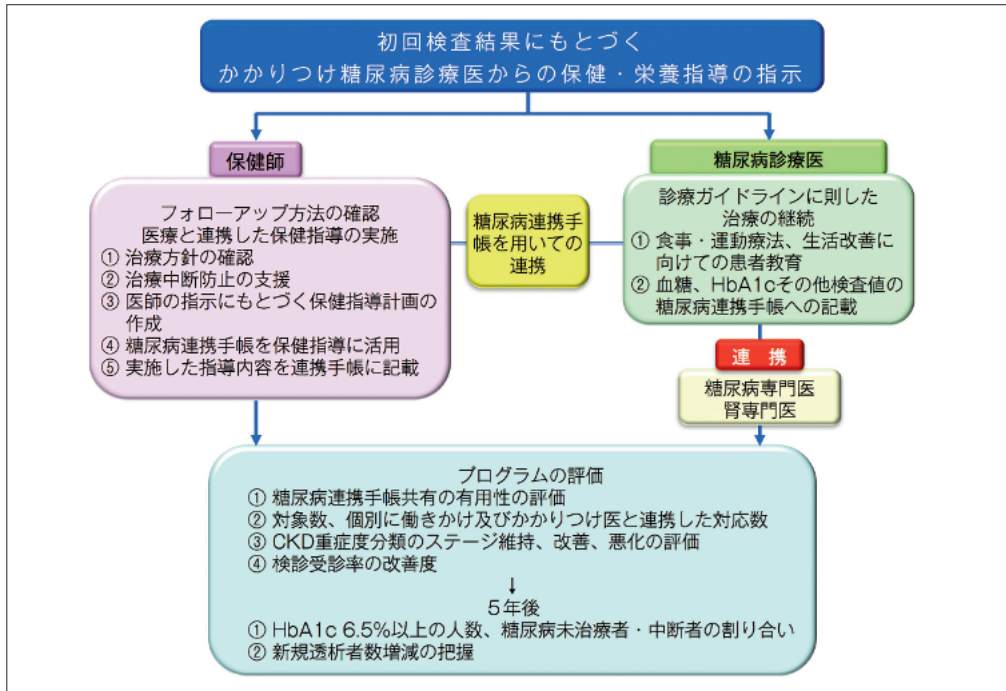 初回検査結果にもとづく
かかりつけ糖尿病診療医からの保健・栄養指導の指示
保健師
フォローアップ方法の確認
医療と連携した保健指導の実施
① 治療方針の確認
② 治療中断防止の支援
③ 医師の指示にもとづく保健指導計画の
作成
④ 糖尿病連携手帳を保健指導に活用
⑤ 実施した指導内容を連携手帳に記載
糖尿病連携手
帳を用いての
連携
糖尿病診療医
診療ガイドラインに則した
治療の継続
① 食事・運動療法、生活改善に
向けての患者教育
② 血糖、HbA1cその他検査値の
糖尿病連携手帳への記載
連 携
糖尿病専門医
腎専門医
プログラムの評価
① 糖尿病連携手帳共有の有用性の評価
② 対象数、個別に働きかけ及びかかりつけ医と連携した対応数
③ CKD重症度分類のステージ維持、改善、悪化の評価
④ 検診受診率の改善度
↓
5年後
① HbA1c 6.5%以上の人数、糖尿病未治療者・中断者の割り合い
② 新規透析者数増減の把握